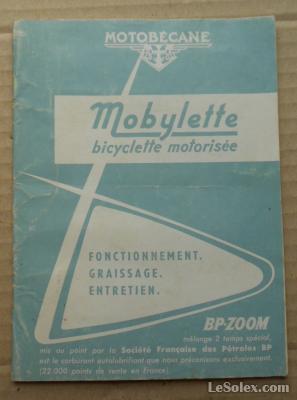 MOTOBÉCANE
Mobylette
bicyclette motorisée
FONCTIONNEMENT.
GRAISSAGE.
ENTRETIEN.
BP-ZOOM
mélange 2 temps spécial,
mis au point par la Société Française des Pétroles BP
est le carburant autolubrifiant que nous préconisons exclusivement.
(22.000 points de vente en France)
LeSolex.com